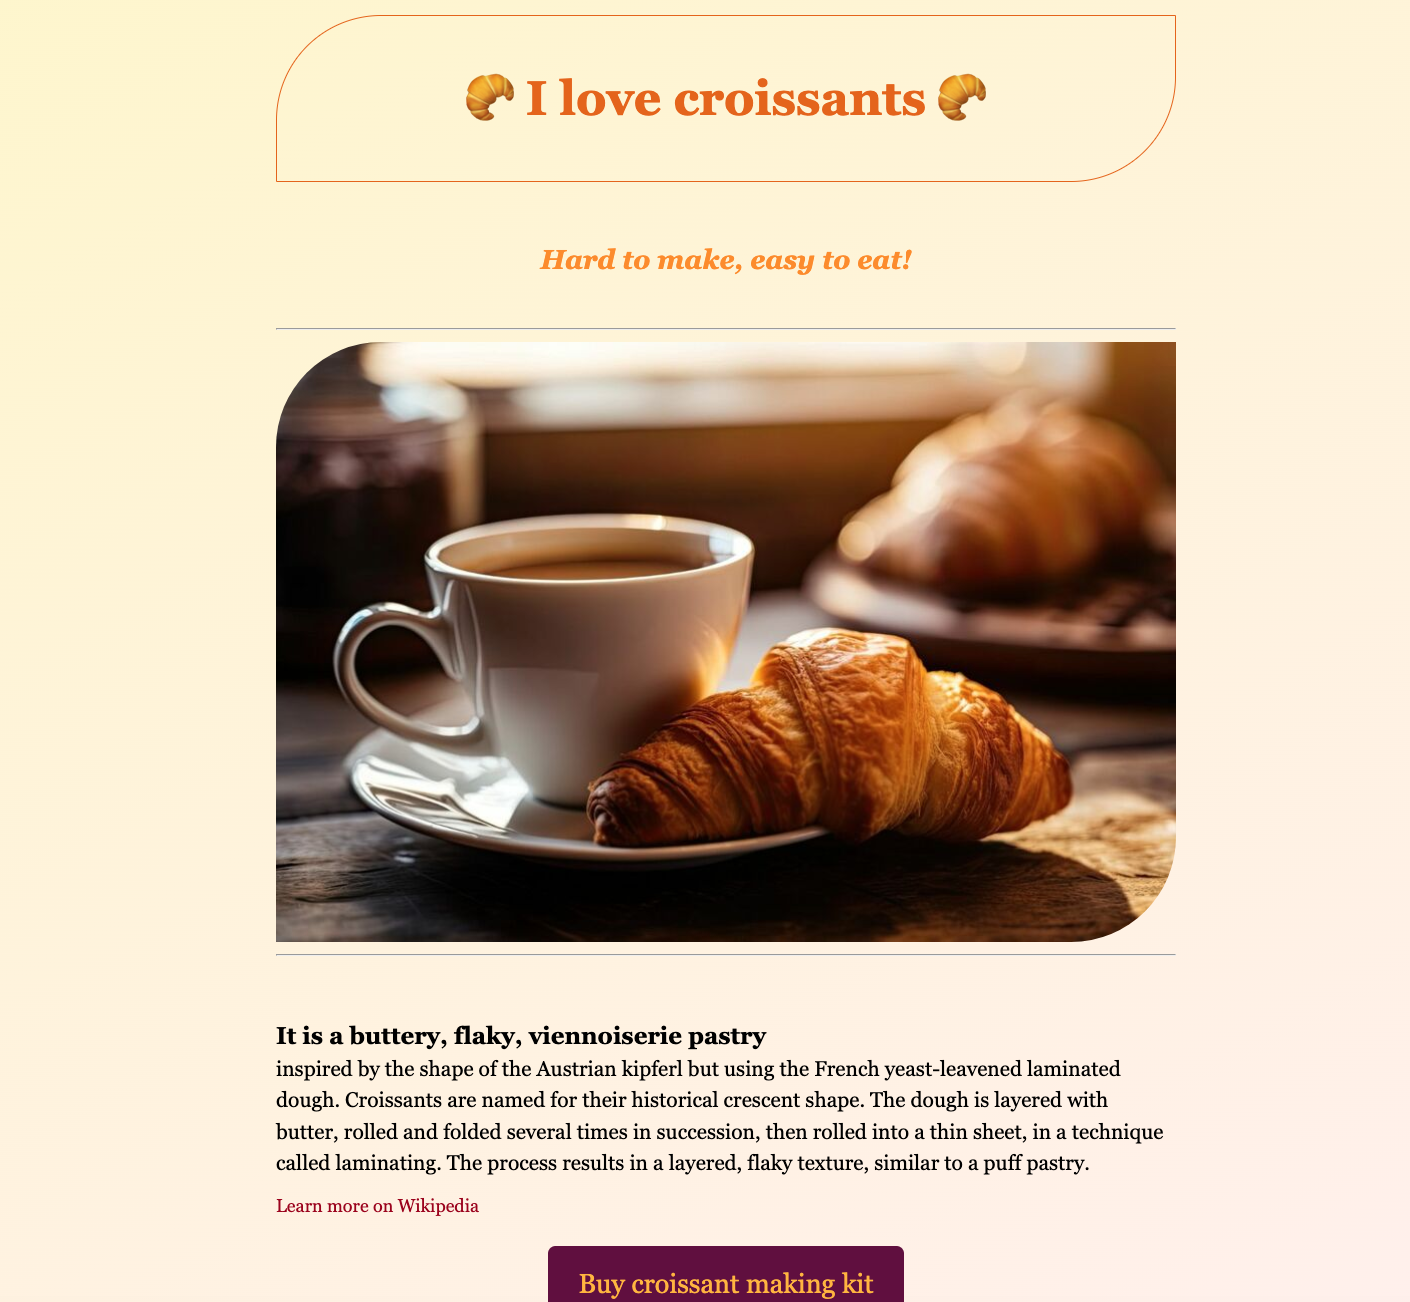 🥐 I love croissants 🥐
Hard to make, easy to eat!
It is a buttery, flaky, viennoiserie pastry
inspired by the shape of the Austrian kipferl but using the French yeast-leavened laminated
dough. Croissants are named for their historical crescent shape. The dough is layered with
butter, rolled and folded several times in succession, then rolled into a thin sheet, in a technique
called laminating. The process results in a layered, flaky texture, similar to a puff pastry.
Learn more on Wikipedia
Buy croissant making kit